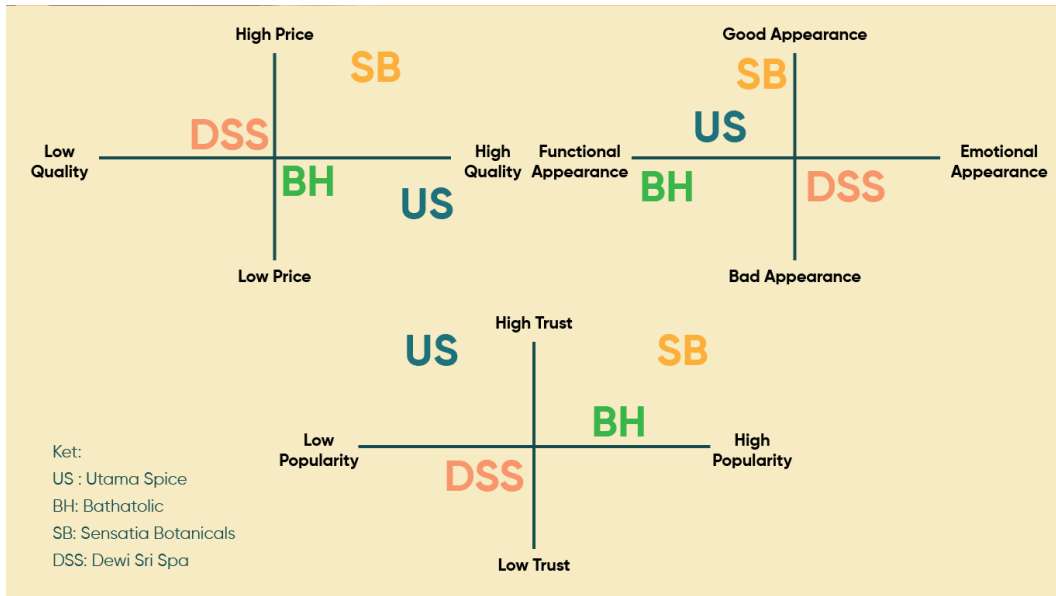 High Price
SB
DSS
Low
Quality
High
Quality
BH
US
Low Price
Good Appearance
SB
US
Functional
Appearance
Emotional
Appearance
BH
DSS
Bad Appearance
High Trust
US
SB
BH
Low
Popularity
High
Popularity
DSS
Low Trust
Ket:
US : Utama Spice
BH: Bathatolic
SB: Sensatia Botanicals
DSS: Dewi Sri Spa